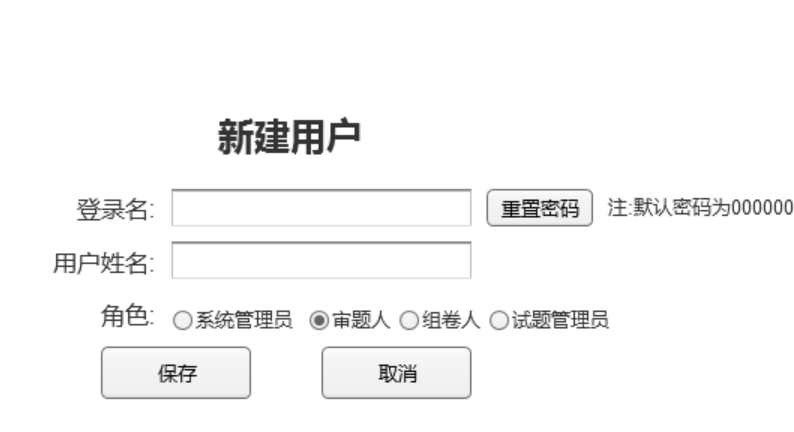 新建用户
登录名: 重置密码 注:默认密码为000000
用户姓名:
角色: 系统管理员 审题人 组卷人 试题管理员
保存 取消